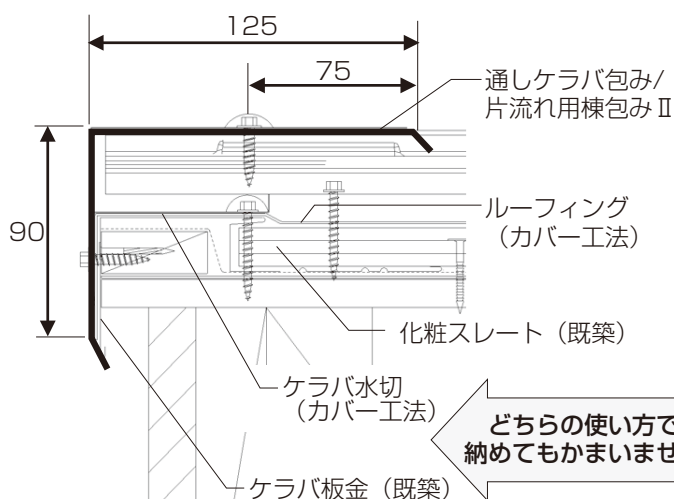 125
75
通しケラバ包み/
片流れ用棟包みⅡ
90
ルーフィング
（カバー工法）
化粧スレート（既築）
ケラバ水切
（カバー工法）
どちらの使い方で
納めてもかまいませ
ケラバ板金（既築）